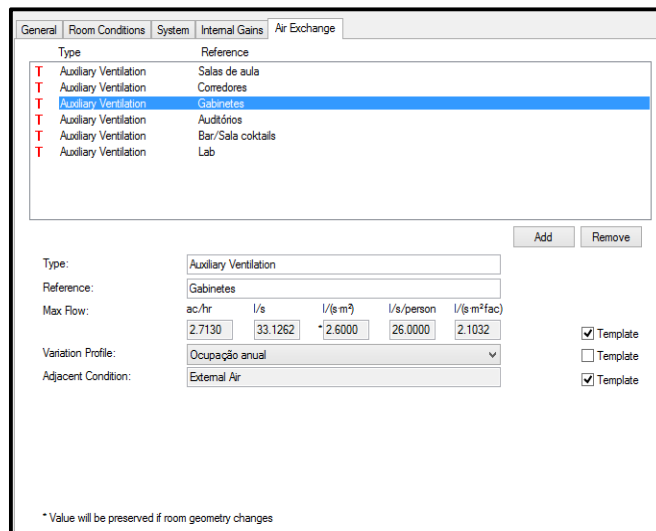 General Room Conditions System Internal Gains Air Exchange
Type Reference
T Auxiliary Ventilation Salas de aula
T Auxiliary Ventilation Corredores
T Auxiliary Ventilation Gabinetes
T Auxiliary Ventilation Auditórios
T Auxiliary Ventilation Bar/Sala coktails
T Auxiliary Ventilation Lab
Add Remove
Type: Auxiliary Ventilation
Reference: Gabinetes
Max Flow: ac/hr l/s l/(s·m²) l/s/person l/(s·m²fac)
2.7130 33.1262 * 2.6000 26.0000 2.1032 Template
Variation Profile: Ocupação anual Template
Adjacent Condition: External Air Template
* Value will be preserved if room geometry changes